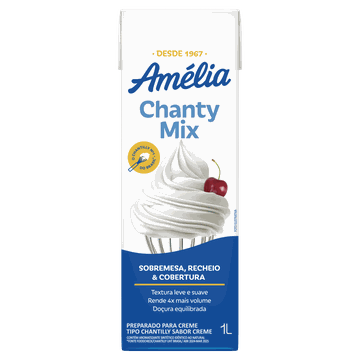 DESDE 1967
Amélia
Chanty
Mix
SOBREMESA, RECHEIO
& COBERTURA
Textura leve e suave
Rende 4x mais volume
Doçura equilibrada
PREPARADO PARA CREME
TIPO CHANTILLY SABOR CREME
1L